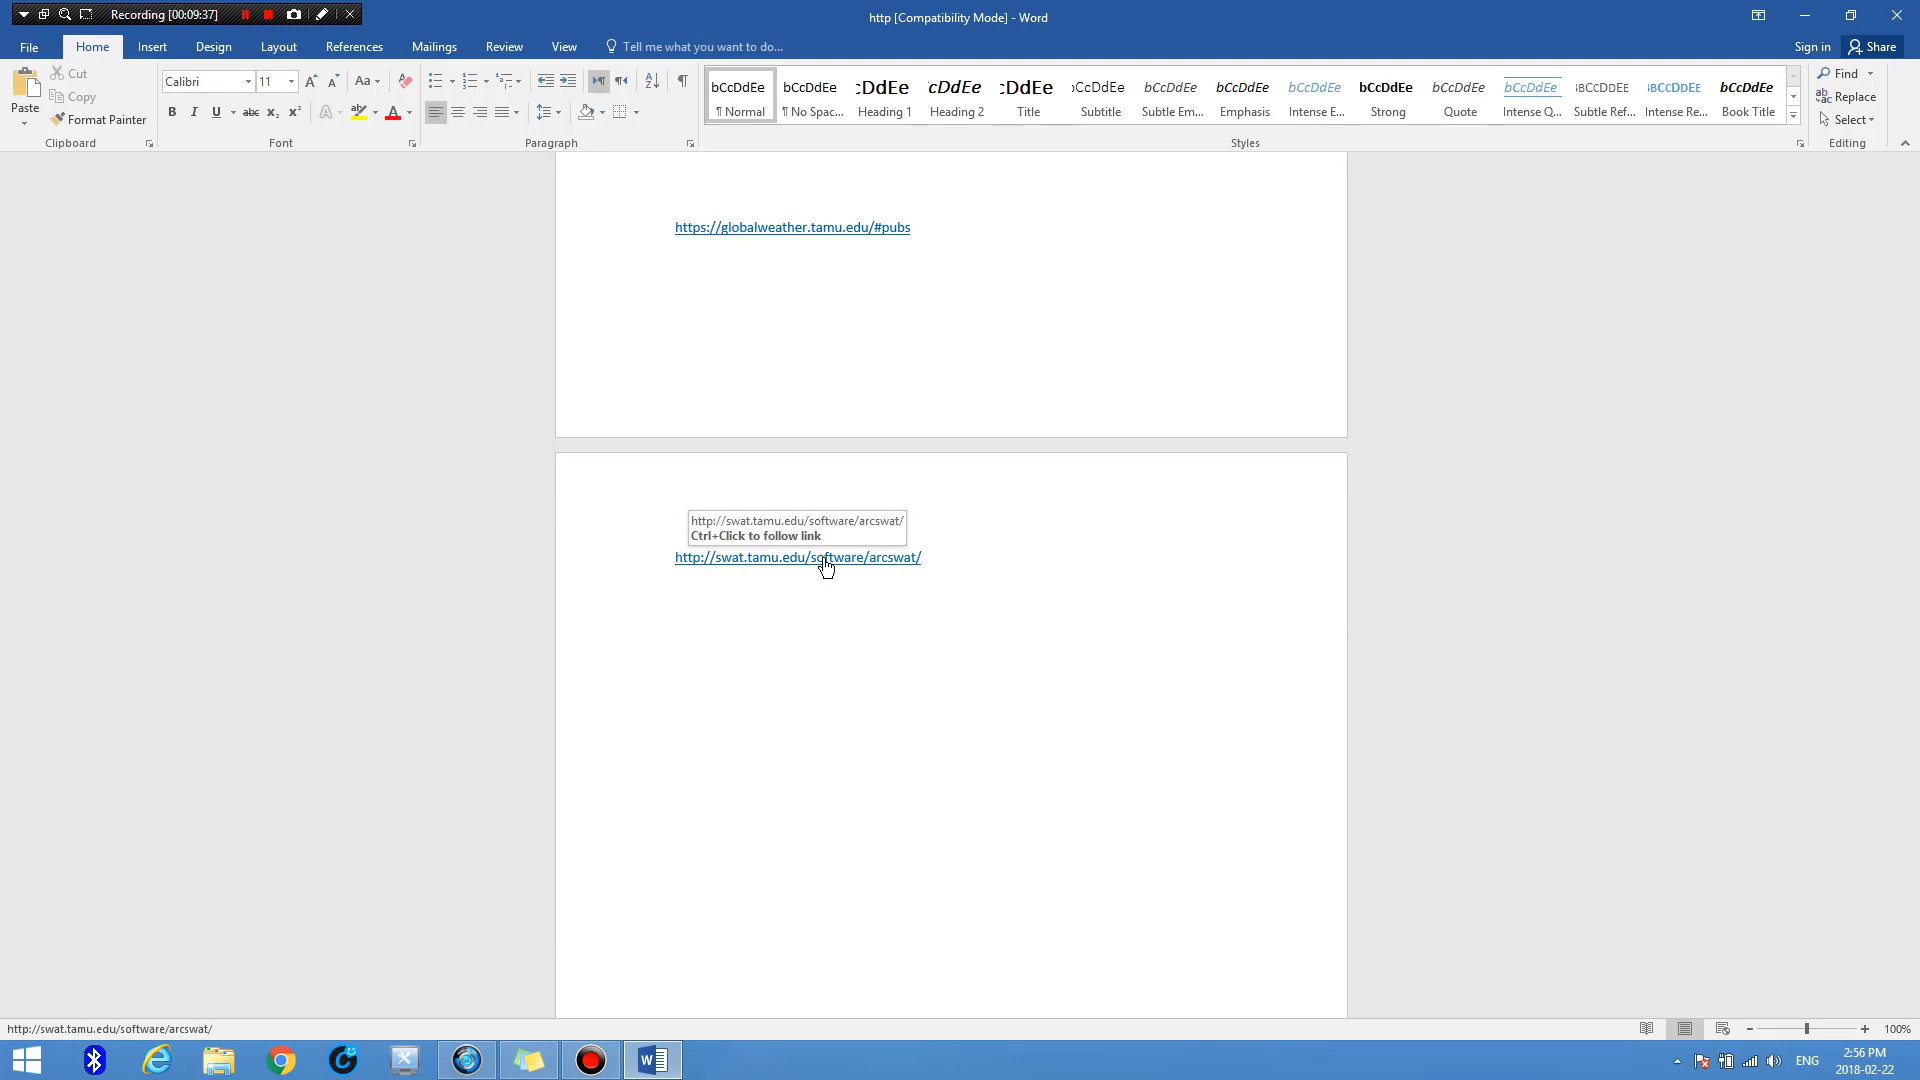 Recording [00:09:37]
http [Compatibility Mode] - Word
File Home Insert Design Layout References Mailings Review View Tell me what you want to do...
Sign in Share
Paste
Cut
Copy
Format Painter
Clipboard
Calibri 11
Font
Paragraph
bCcDdEe bCcDdEe :DdEe :CDdEe :DdEe ›CcDdEe bCcDdEe bCcDdEe bCcDdEe bCcDdEe bCcDdEe bCcDdEe :BCCDDEE :BCCDDEE bCcDdEe
¶ Normal ¶ No Spac... Heading 1 Heading 2 Title Subtitle Subtle Em... Emphasis Intense E... Strong Quote Intense Q... Subtle Ref... Intense Re... Book Title
Styles
Find
Replace
Select
Editing
https://globalweather.tamu.edu/#pubs
http://swat.tamu.edu/software/arcswat/
Ctrl+Click to follow link
http://swat.tamu.edu/software/arcswat/
http://swat.tamu.edu/software/arcswat/
100%
ENG
2:56 PM
2018-02-22